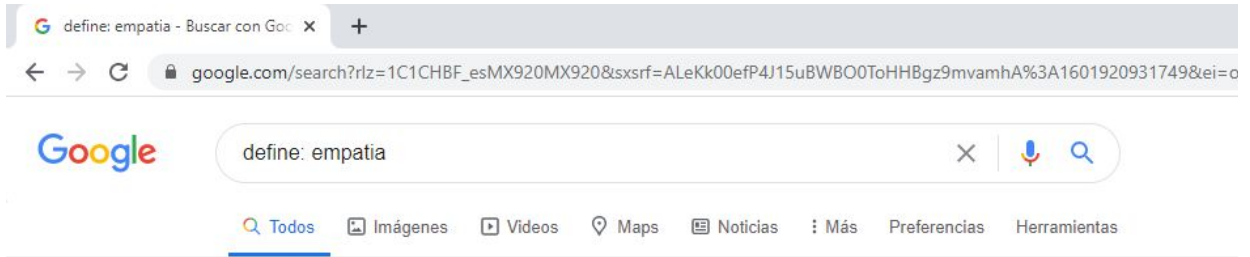 define: empatia - Buscar con Goo
google.com/search?rlz=1C1CHBF_esMX920MX920&sxsrf=ALeKk00efP4J15uBWBO0ToHHBgz9mvamhA%3A1601920931749&ei=o
Google define: empatia
Todos Imágenes Videos Maps Noticias Más Preferencias Herramientas